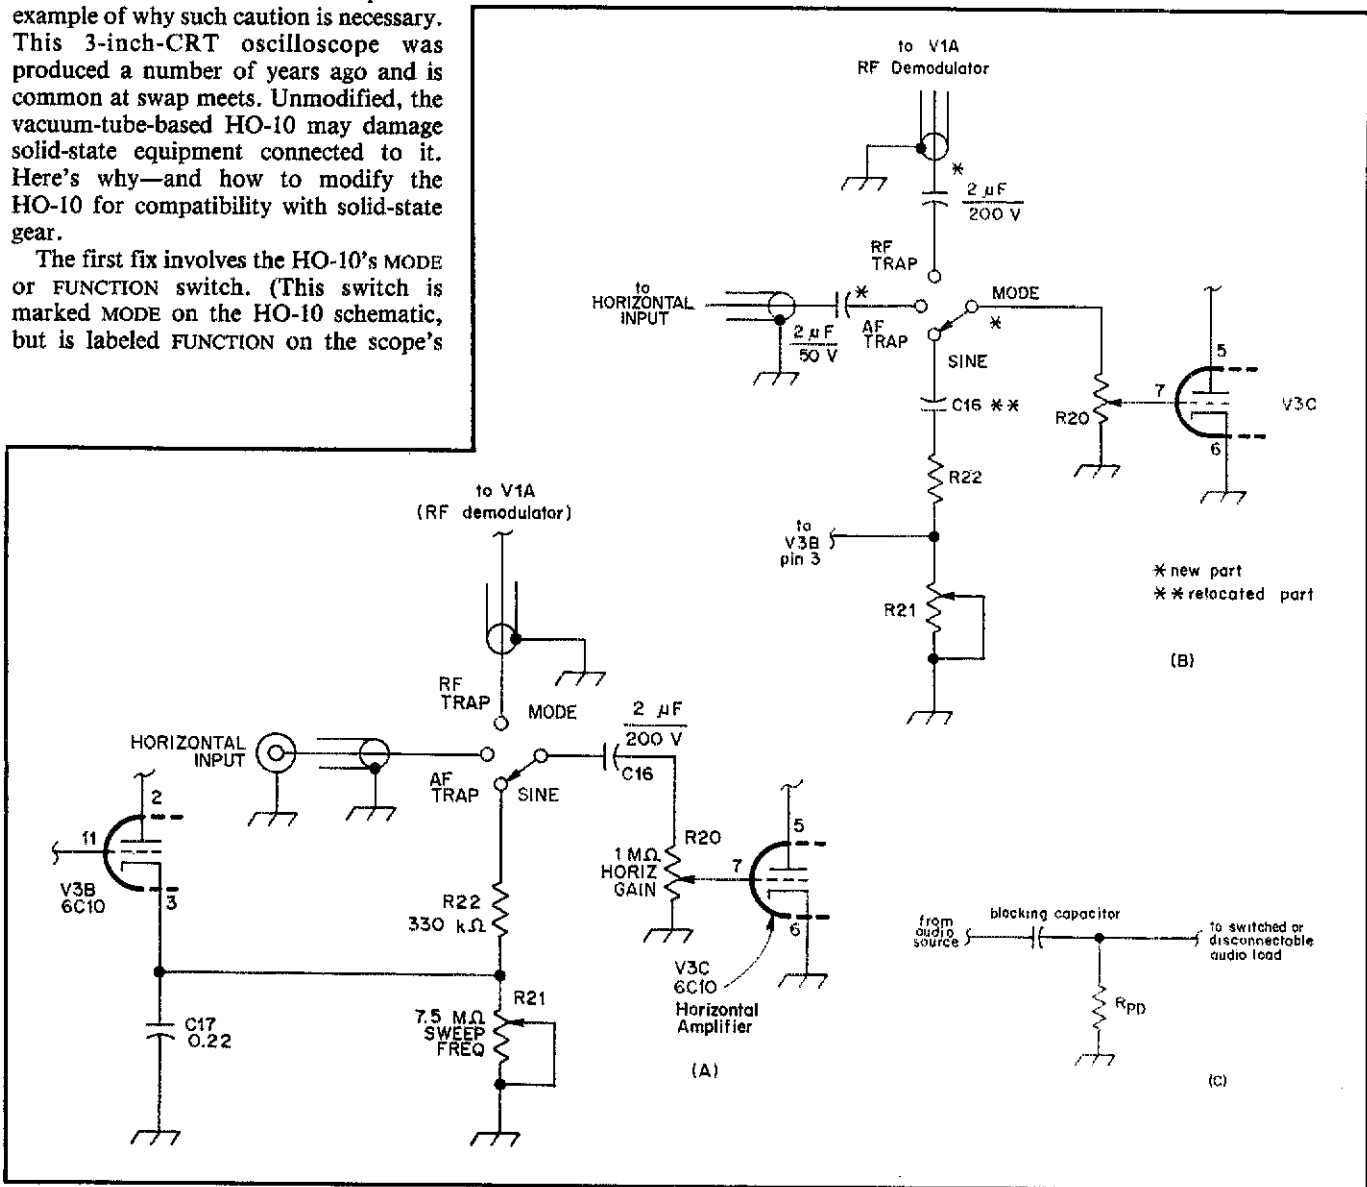 example of why such caution is necessary.
This 3-inch-CRT oscilloscope was
produced a number of years ago and is
common at swap meets. Unmodified, the
vacuum-tube-based HO-10 may damage
solid-state equipment connected to it.
Here's why—and how to modify the
HO-10 for compatibility with solid-state
gear.
The first fix involves the HO-10's MODE
or FUNCTION switch. (This switch is
marked MODE on the HO-10 schematic,
but is labeled FUNCTION on the scope's
to V1A
RF Demodulator
*
2 µF
200 V
RF
TRAP
to
HORIZONTAL
INPUT
*
2 µF
50 V
AF
TRAP
MODE
*
SINE
C16 **
R20
7
5
6
V3C
R22
to
V3B
pin 3
R21
* new part
** relocated part
(B)
to V1A
(RF demodulator)
RF
TRAP
MODE
HORIZONTAL
INPUT
AF
TRAP
SINE
2 µF
200 V
C16
2
11
V3B
6C10
3
R22
330 kΩ
R20
1 MΩ
HORIZ
GAIN
7
5
6
V3C
6C10
Horizontal
Amplifier
C17
0.22
R21
7.5 MΩ
SWEEP
FREQ
(A)
from
audio
source
blocking capacitor
to switched or
disconnectable
audio load
RPD
(C)